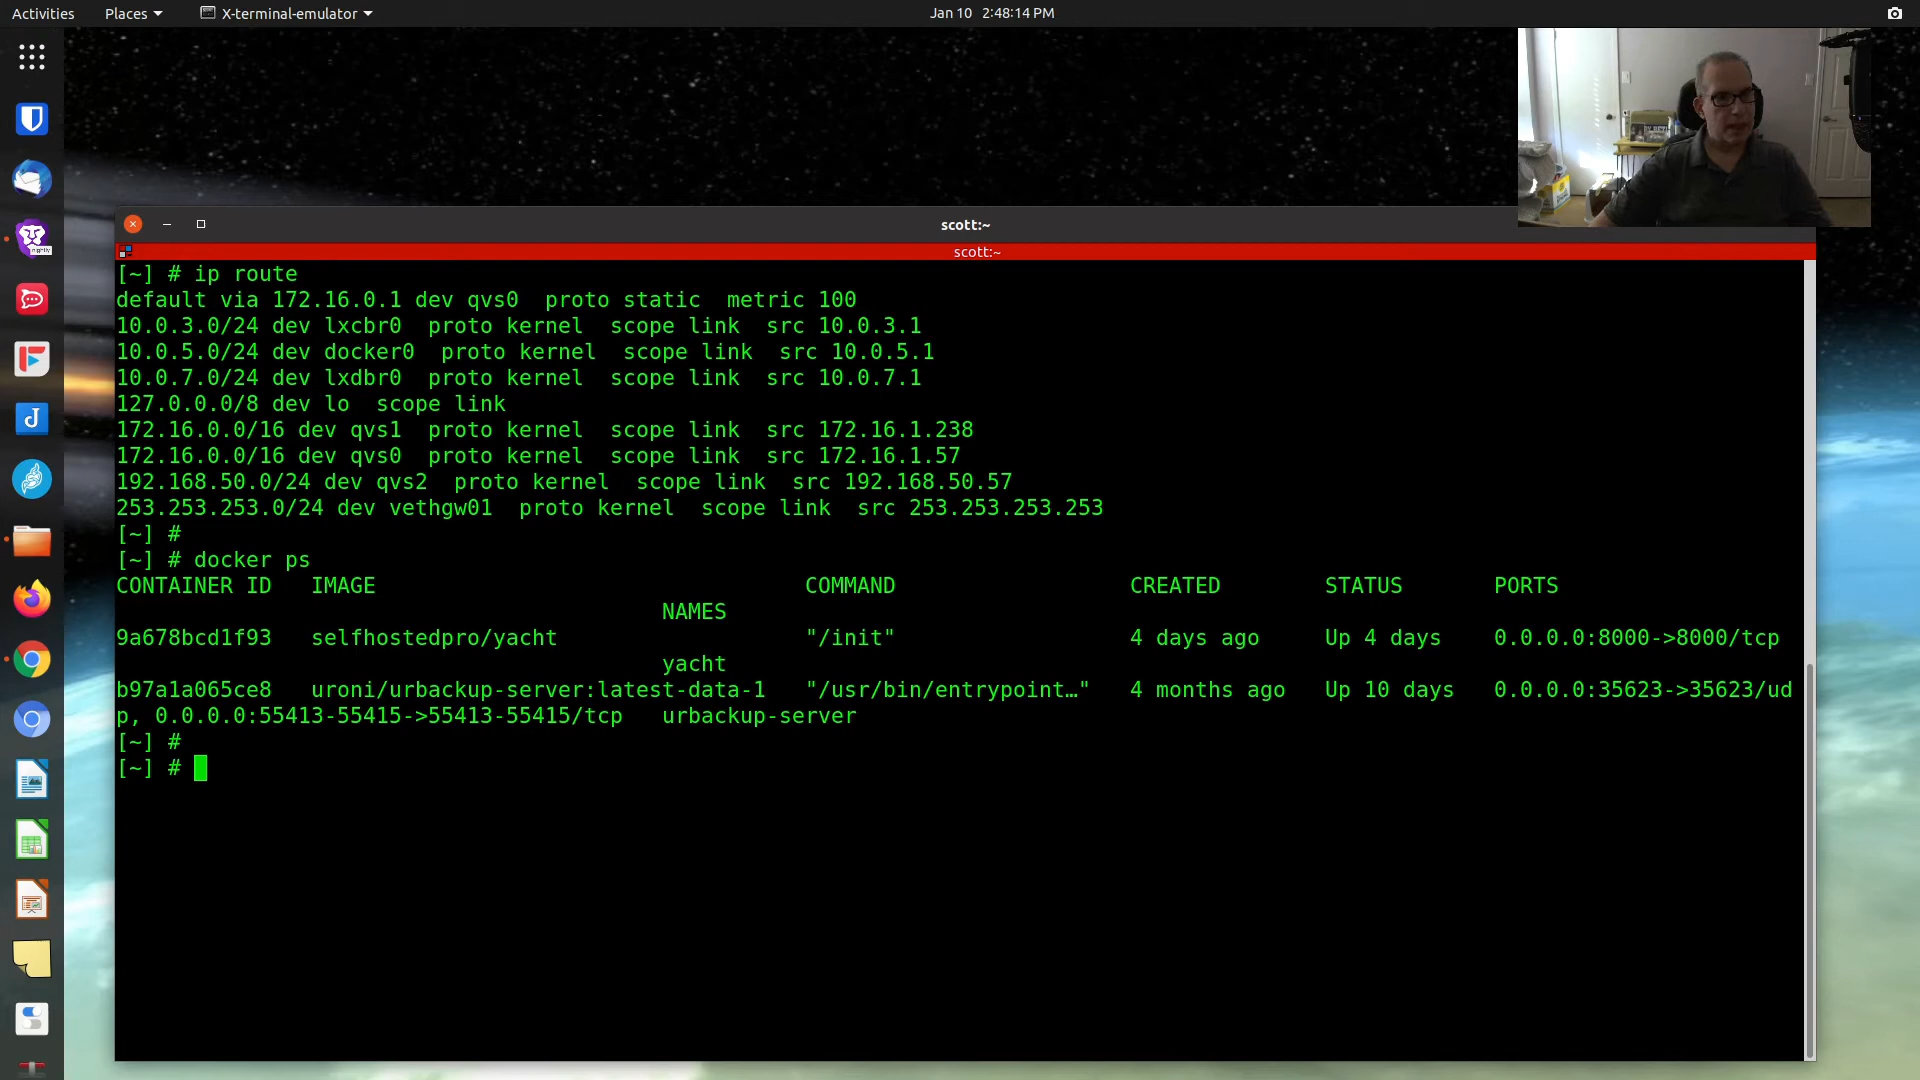 Activities Places X-terminal-emulator Jan 10 2:48:14 PM
scott:~
scott:~
[~] # ip route
default via 172.16.0.1 dev qvs0  proto static  metric 100
10.0.3.0/24 dev lxcbr0  proto kernel  scope link  src 10.0.3.1
10.0.5.0/24 dev docker0  proto kernel  scope link  src 10.0.5.1
10.0.7.0/24 dev lxdbr0  proto kernel  scope link  src 10.0.7.1
127.0.0.0/8 dev lo  scope link
172.16.0.0/16 dev qvs1  proto kernel  scope link  src 172.16.1.238
172.16.0.0/16 dev qvs0  proto kernel  scope link  src 172.16.1.57
192.168.50.0/24 dev qvs2  proto kernel  scope link  src 192.168.50.57
253.253.253.0/24 dev vethgw01  proto kernel  scope link  src 253.253.253.253
[~] #
[~] # docker ps
CONTAINER ID   IMAGE   COMMAND   CREATED   STATUS   PORTS
NAMES
9a678bcd1f93   selfhostedpro/yacht   "/init"   4 days ago   Up 4 days   0.0.0.0:8000->8000/tcp
yacht
b97a1a065ce8   uroni/urbackup-server:latest-data-1   "/usr/bin/entrypoint…"   4 months ago   Up 10 days   0.0.0.0:35623->35623/ud
p, 0.0.0.0:55413-55415->55413-55415/tcp   urbackup-server
[~] #
[~] #